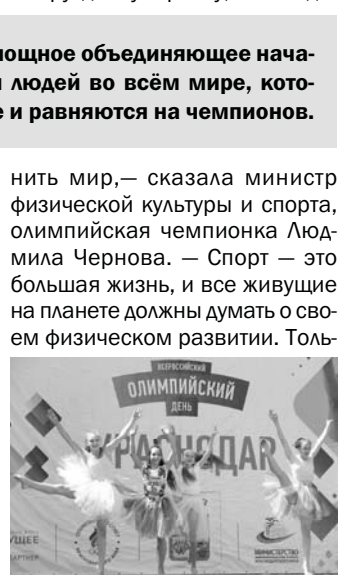 мощное объединяющее нача-
людей во всём мире, кото-
е и равняются на чемпионов.
нить мир,— сказала министр
физической культуры и спорта,
олимпийская чемпионка Люд-
мила Чернова. — Спорт — это
большая жизнь, и все живущие
на планете должны думать о сво-
ем физическом развитии. Толь-
ВСЕРОССИЙСКИЙ
ОЛИМПИЙСКИЙ
ДЕНЬ
КРАСНОДАР
УЩЕЕ
ПАРТНЕР
МИНИСТЕРСТВО